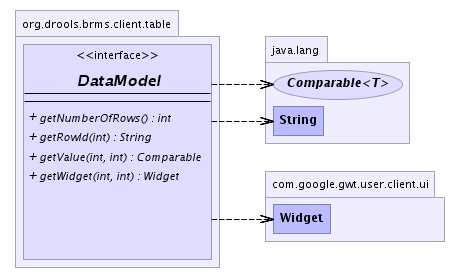 org.drools.brms.client.table
<<interface>>
DataModel
+ getNumberOfRows() : int
+ getRowId(int) : String
+ getValue(int, int) : Comparable
+ getWidget(int, int) : Widget
java.lang
Comparable<T>
String
com.google.gwt.user.client.ui
Widget